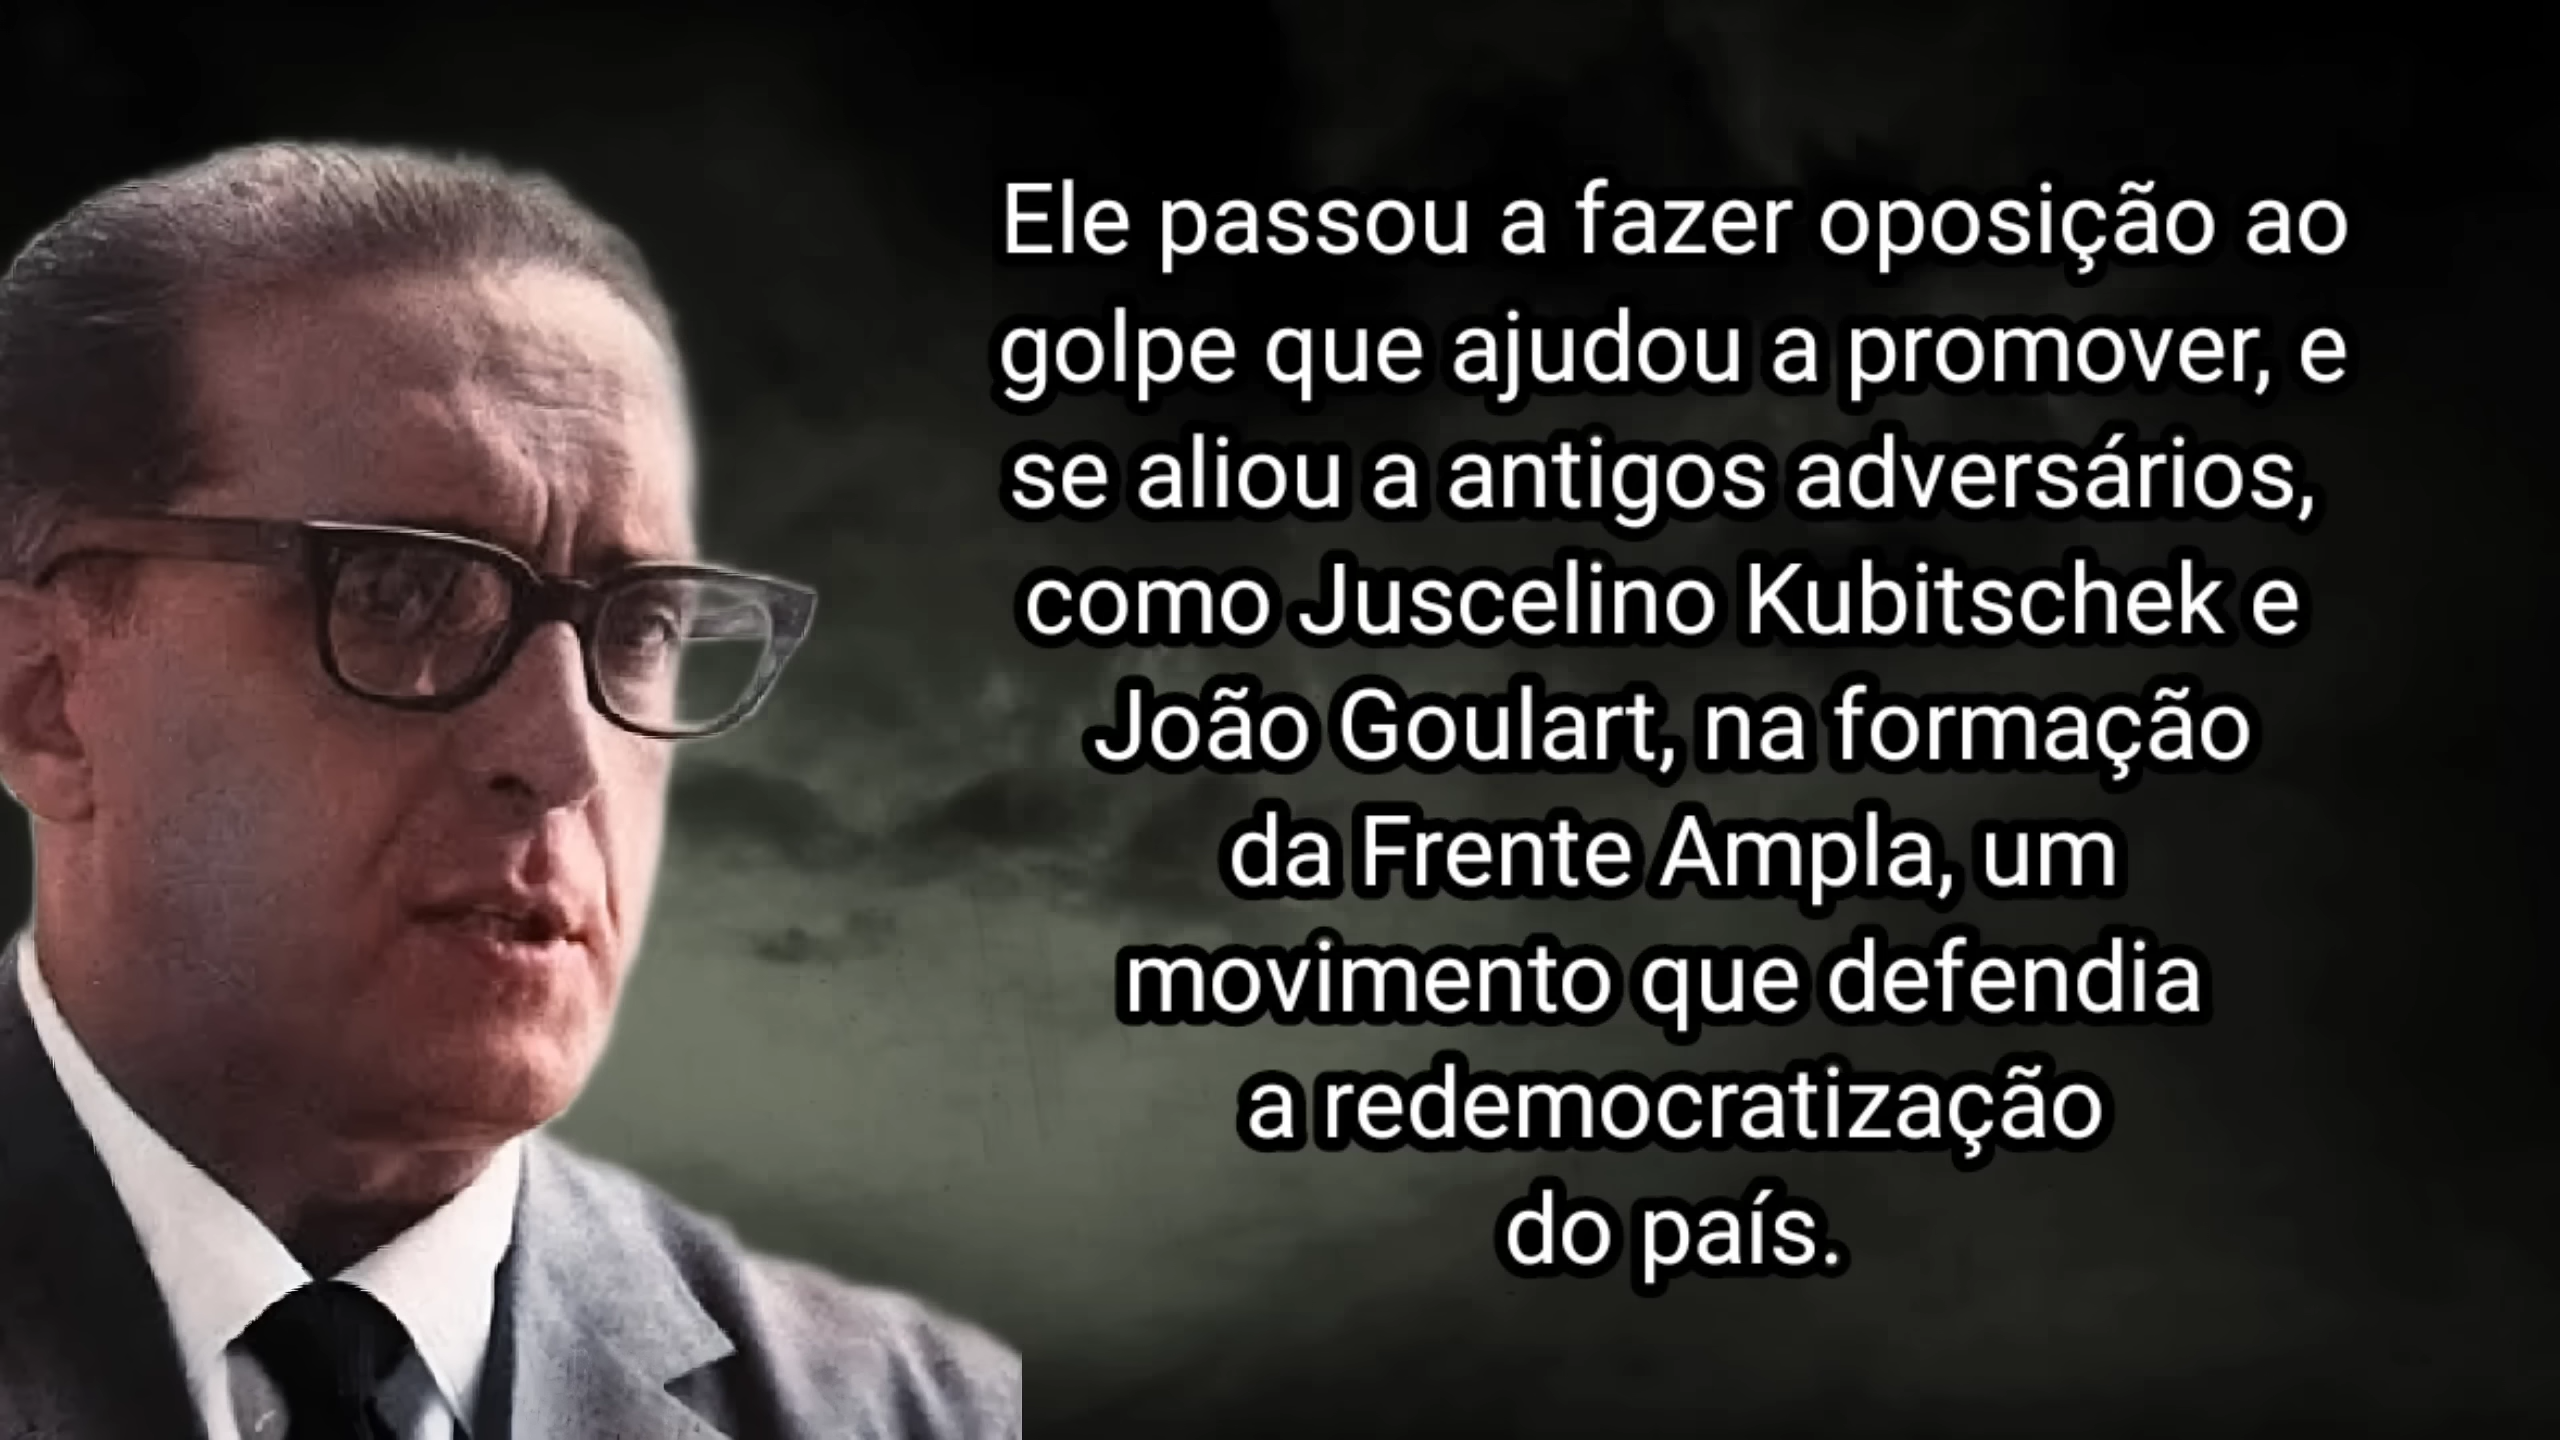 Ele passou a fazer oposição ao
golpe que ajudou a promover, e
se aliou a antigos adversários,
como Juscelino Kubitschek e
João Goulart, na formação
da Frente Ampla, um
movimento que defendia
a redemocratização
do país.